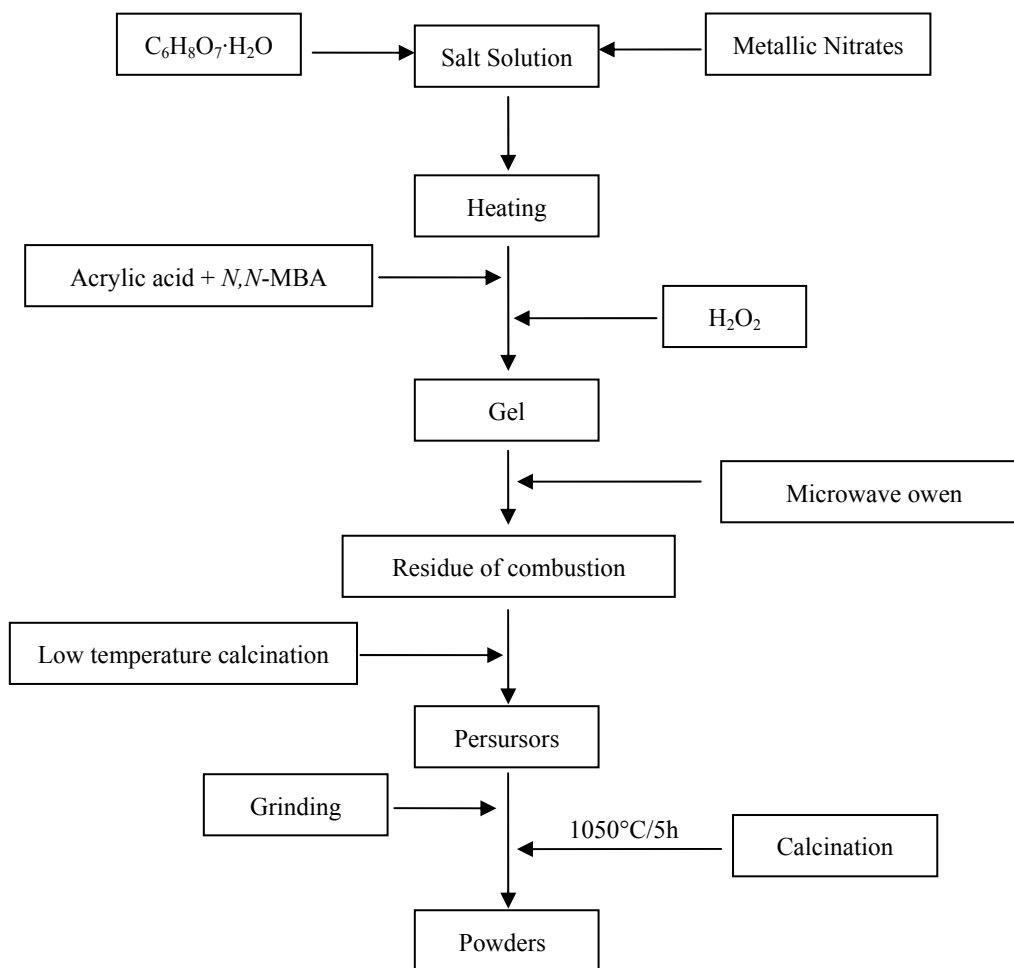 C₆H₈O₇·H₂O
Salt Solution
Metallic Nitrates
Heating
Acrylic acid + N,N-MBA
H₂O₂
Gel
Microwave owen
Residue of combustion
Low temperature calcination
Persursors
Grinding
1050°C/5h
Calcination
Powders